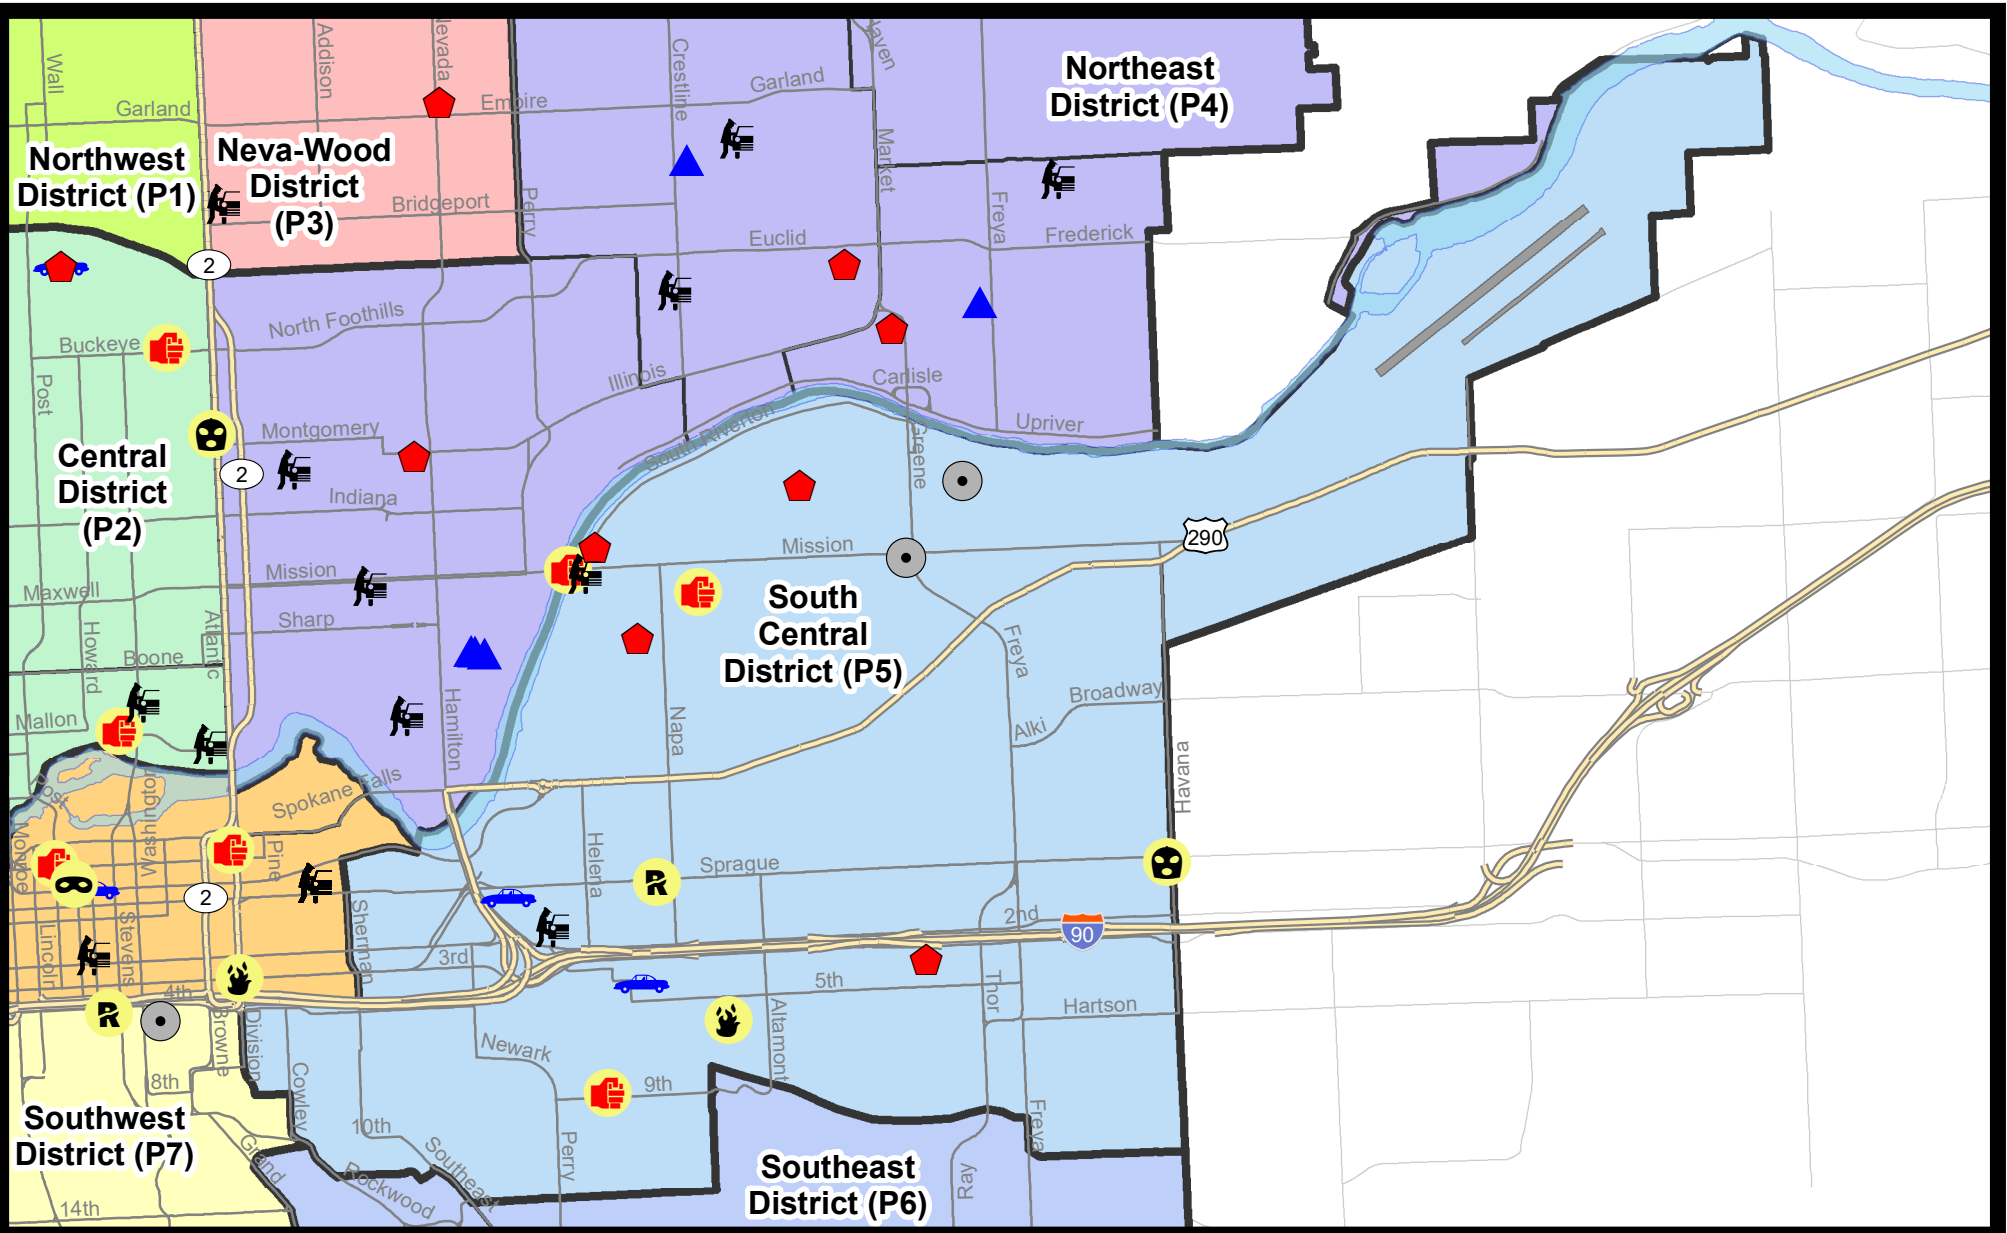 Wall
Addison
Nevada
Crestline
Haven
Garland
Northeast
District (P4)
Garland
Empire
Northwest
District (P1)
Neva-Wood
District
(P3)
Market
Bridgeport
Perry
Freya
Euclid
Frederick
2
North Foothills
Buckeye
Post
Illinois
Carlisle
Montgomery
South Riverton
Upriver
Greene
Central
District
(P2)
2
Indiana
290
Mission
Mission
Maxwell
South
Central
District (P5)
Sharp
Howard
Atlantic
Boone
Freya
Hamilton
Napa
Broadway
Mallon
Alki
Havana
Post
Washington
Spokane Falls
Monroe
Pine
Helena
Sprague
2
Lincoln
Stevens
Sherman
2nd
90
3rd
5th
4th
Thor
Hartson
Browne
Division
Altamont
Newark
8th
Cowley
9th
Southwest
District (P7)
10th
Freya
Grand
Southeast
Perry
Rockwood
Southeast
District (P6)
Ray
14th